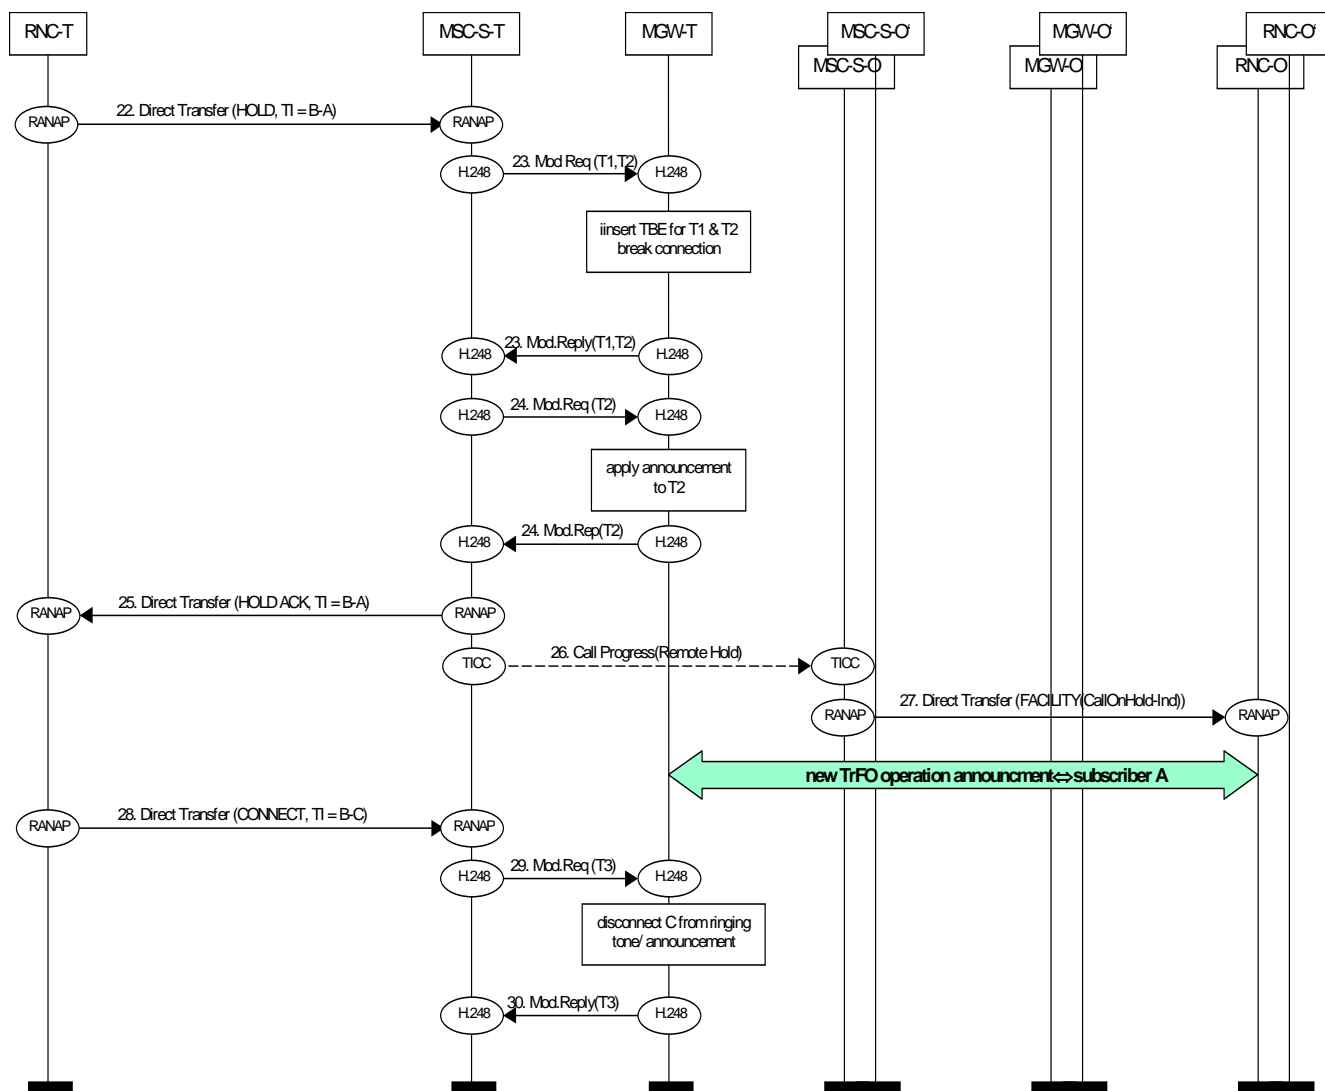 RNC-T
MSC-S-T
MGW-T
MSC-S-O'
MGW-O'
RNC-O'
MSC-S-O
MGW-O
RNC-O
22. Direct Transfer (HOLD, TI = B-A)
RANAP
RANAP
23. Mod Req (T1,T2)
H.248
H.248
iinsert TBE for T1 & T2
break connection
23. Mod.Reply(T1,T2)
H.248
H.248
24. Mod.Req (T2)
H.248
H.248
apply announcement
to T2
24. Mod.Rep(T2)
H.248
H.248
25. Direct Transfer (HOLD ACK, TI = B-A)
RANAP
RANAP
26. Call Progress(Remote Hold)
TICC
TICC
27. Direct Transfer (FACILITY(CallOnHold-Ind))
RANAP
RANAP
new TrFO operation announcment⇔subscriber A
28. Direct Transfer (CONNECT, TI = B-C)
RANAP
RANAP
29. Mod.Req (T3)
H.248
H.248
disconnect C from ringing
tone/ announcement
30. Mod.Reply(T3)
H.248
H.248